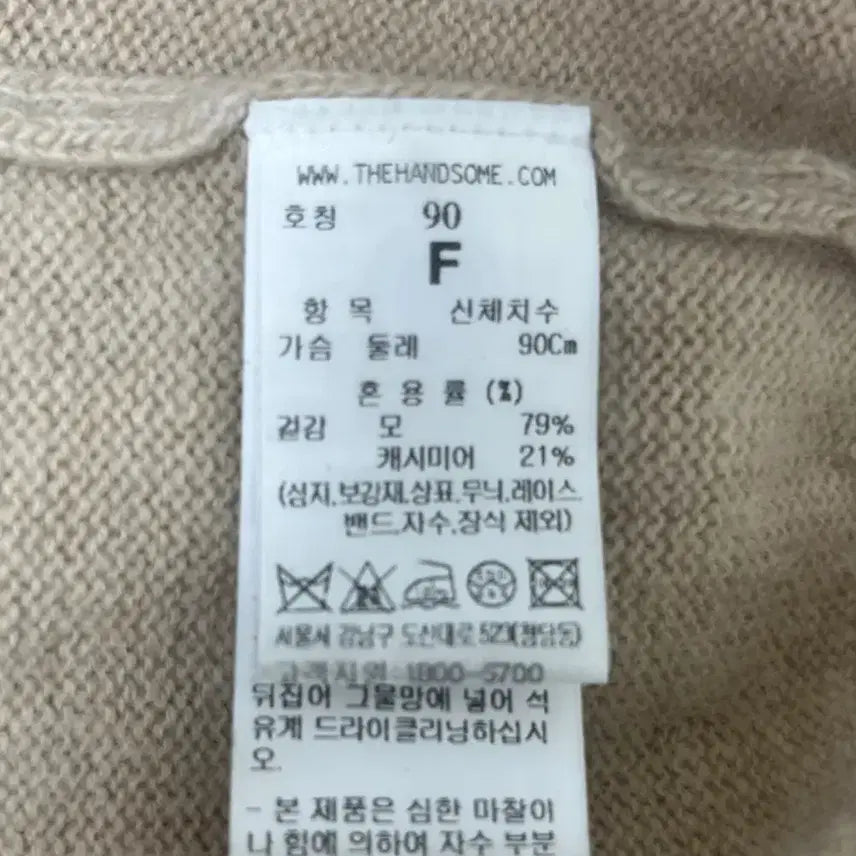 WWW.THEHANDSOME.COM
호칭 90
F
항 목 신체치수
가슴 둘레 90Cm
혼 용 률 (%)
겉감 모 79%
캐시미어 21%
(심지,보강재,상표,무늬,레이스
밴드,자수,장식 제외)
서울시 강남구 도산대로 523(청담동)
고객지원 :1800-5700
뒤집어 그물망에 넣어 석
유계 드라이클리닝하십시
오.
- 본 제품은 심한 마찰이
나 힘에 의하여 자수 부분